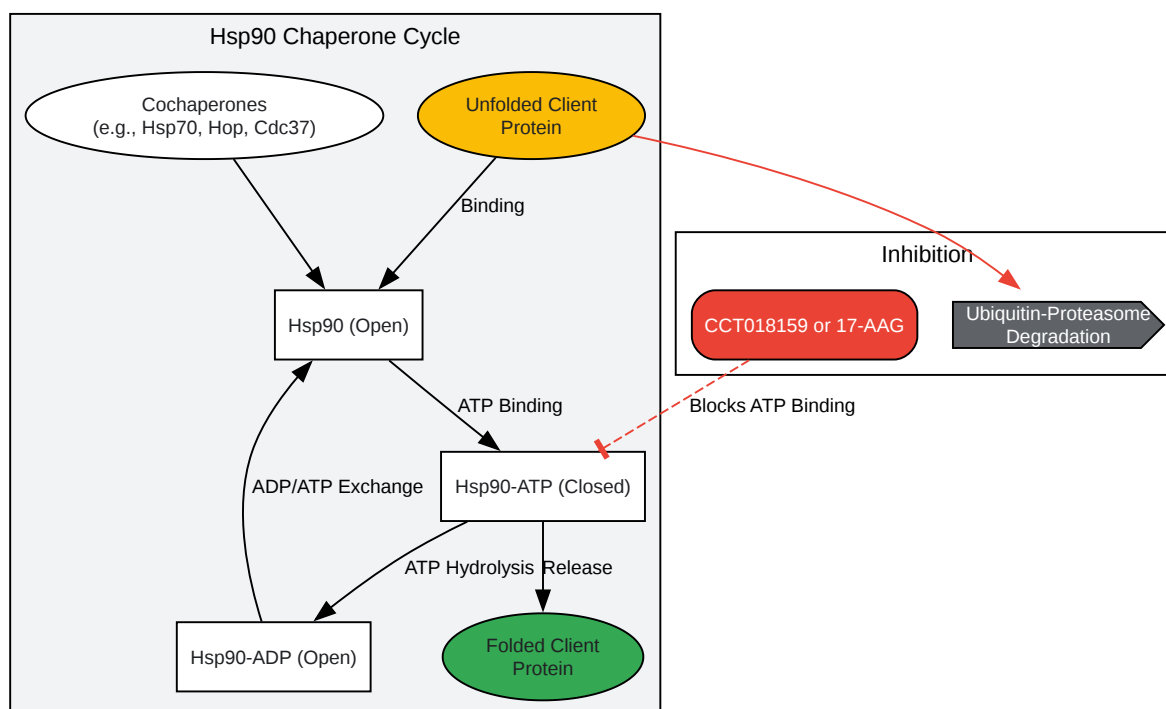 Hsp90 Chaperone Cycle
Cochaperones
(e.g., Hsp70, Hop, Cdc37)
Unfolded Client
Protein
Binding
Inhibition
Hsp90 (Open)
CCT018159 or 17-AAG
Ubiquitin-Proteasome
Degradation
ATP Binding
Blocks ATP Binding
ADP/ATP Exchange
Hsp90-ATP (Closed)
ATP Hydrolysis
Release
Hsp90-ADP (Open)
Folded Client
Protein